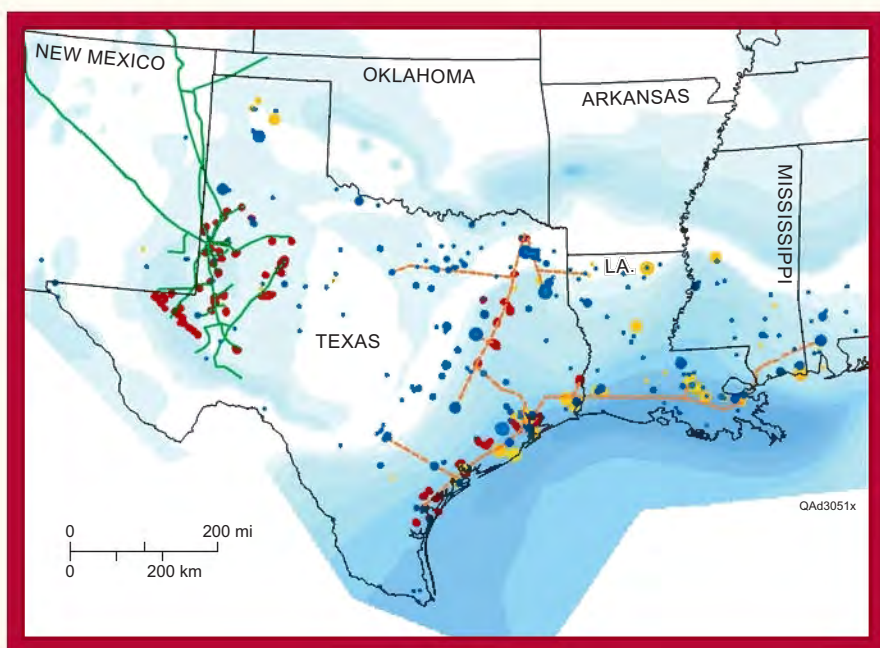 NEW MEXICO
OKLAHOMA
ARKANSAS
MISSISSIPPI
LA.
TEXAS
QAd3051x
0 200 mi
0 200 km